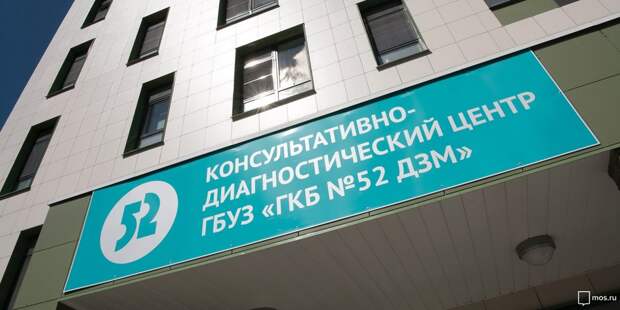 52
КОНСУЛЬТАТИВНО-
ДИАГНОСТИЧЕСКИЙ ЦЕНТР
ГБУЗ «ГКБ №52 ДЗМ»
mos.ru